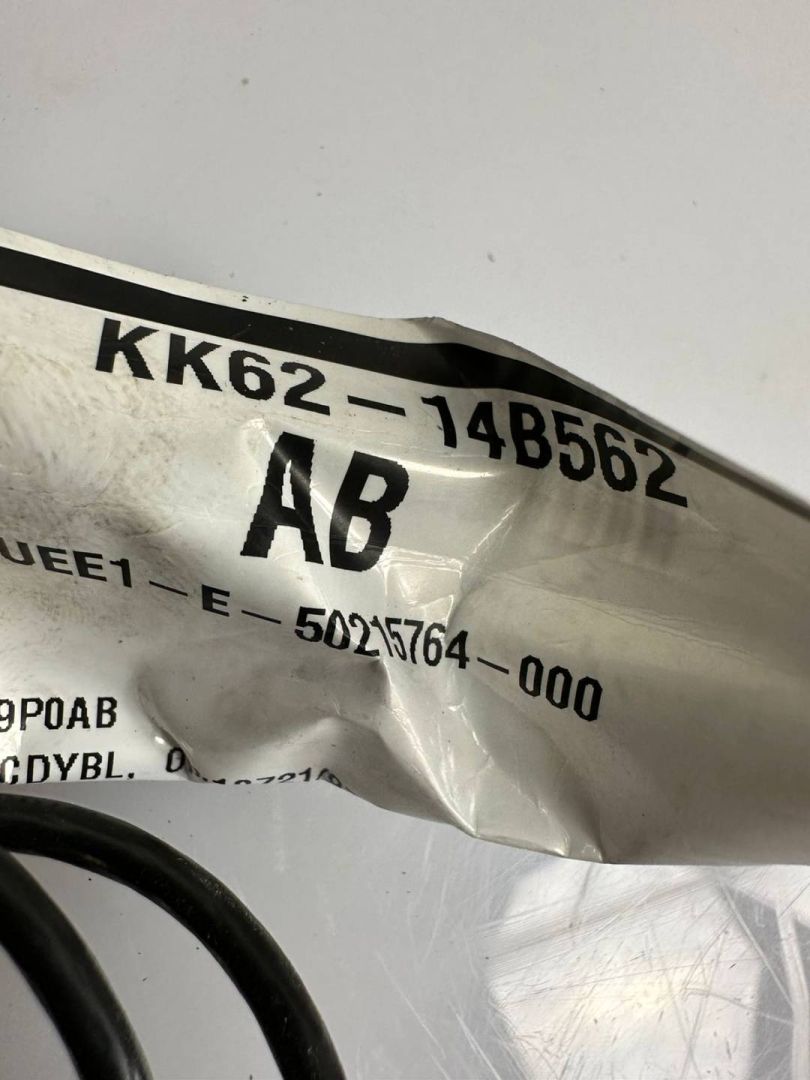 KK62-14B562
AB
UEE1-E-50215764-000
9P0AB
CDYBL.